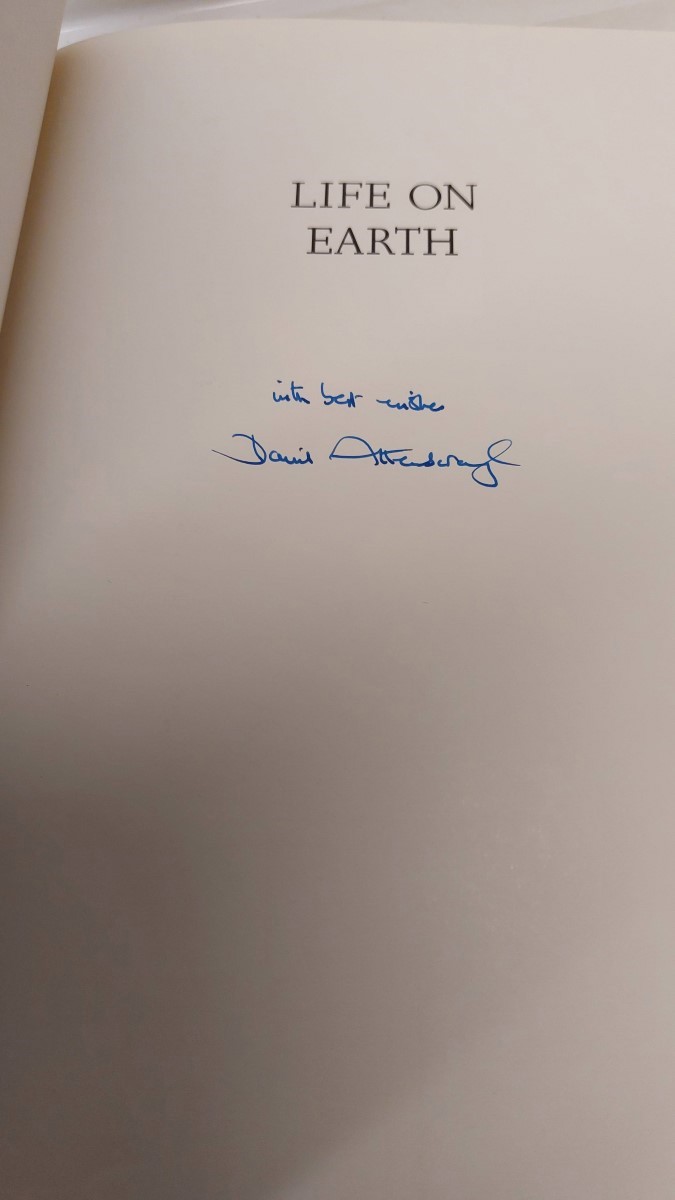 LIFE ON
EARTH
with best wishes
David Attenborough